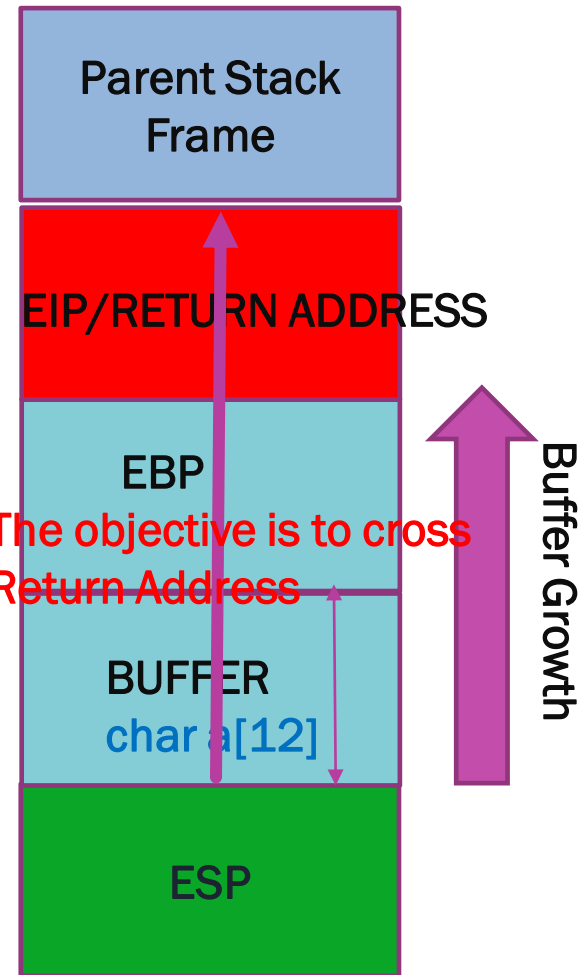 Parent Stack
Frame
EIP/RETURN ADDRESS
EBP
The objective is to cross
Return Address
BUFFER
char a[12]
ESP
Buffer Growth